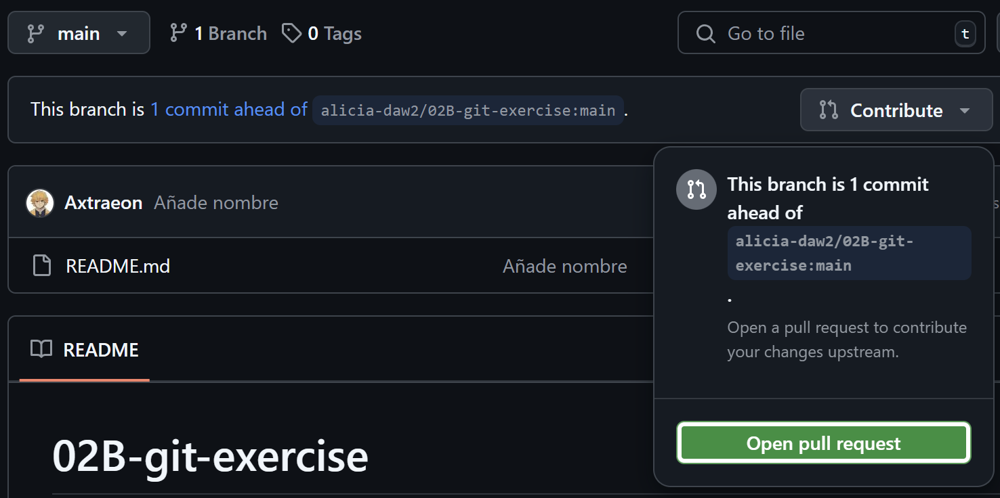 main
1 Branch
0 Tags
Go to file
t
This branch is 1 commit ahead of alicia-daw2/02B-git-exercise:main .
Contribute
This branch is 1 commit
ahead of
alicia-daw2/02B-git-
exercise:main
.
Open a pull request to contribute
your changes upstream.
Open pull request
Axtraeon Añade nombre
README.md
Añade nombre
README
02B-git-exercise